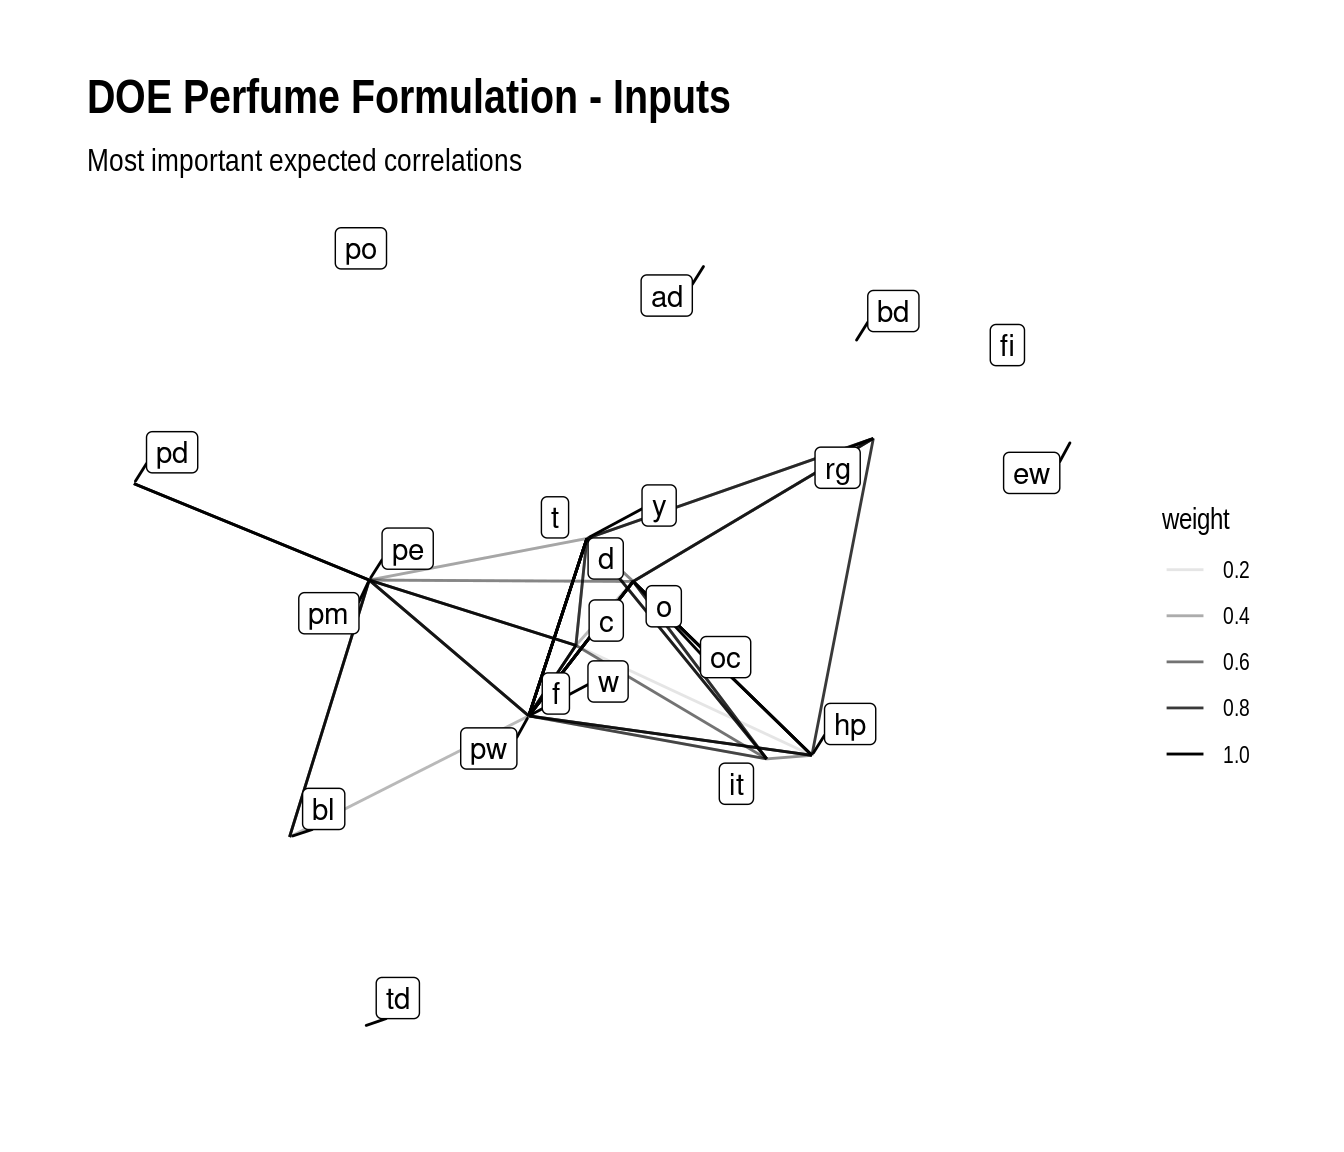 DOE Perfume Formulation - Inputs
Most important expected correlations
po
ad
bd
fi
pd
rg
ew
t
y
pe
d
pm
c
o
oc
f
w
pw
hp
it
bl
td
weight
0.2
0.4
0.6
0.8
1.0